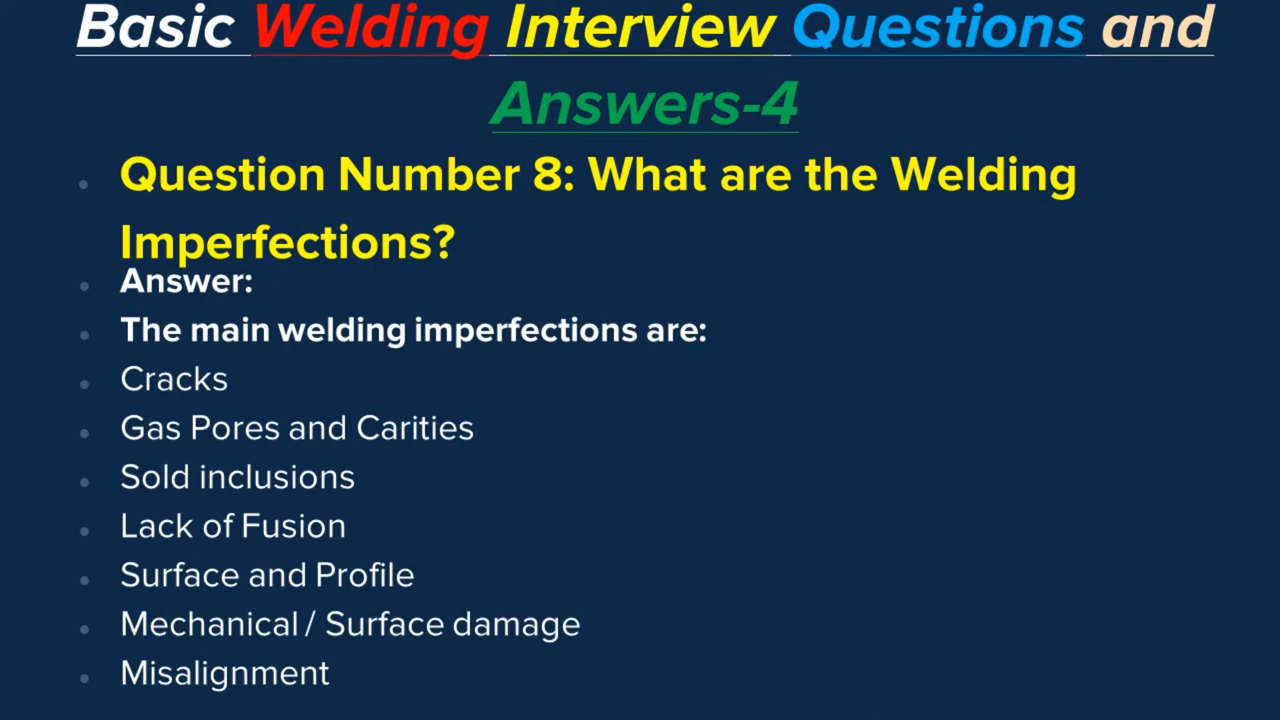 Basic Welding Interview Questions and
Answers-4
Question Number 8: What are the Welding
Imperfections?
Answer:
The main welding imperfections are:
Cracks
Gas Pores and Carities
Sold inclusions
Lack of Fusion
Surface and Profile
Mechanical / Surface damage
Misalignment